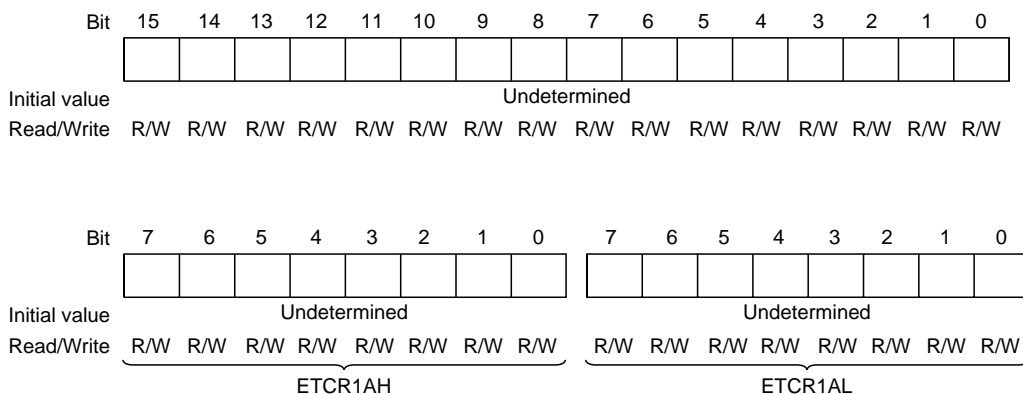 Bit 15 14 13 12 11 10 9 8 7 6 5 4 3 2 1 0
Initial value Undetermined
Read/Write R/W R/W R/W R/W R/W R/W R/W R/W R/W R/W R/W R/W R/W R/W R/W R/W
Bit 7 6 5 4 3 2 1 0 7 6 5 4 3 2 1 0
Initial value Undetermined Undetermined
Read/Write R/W R/W R/W R/W R/W R/W R/W R/W R/W R/W R/W R/W R/W R/W R/W R/W
ETCR1AH ETCR1AL